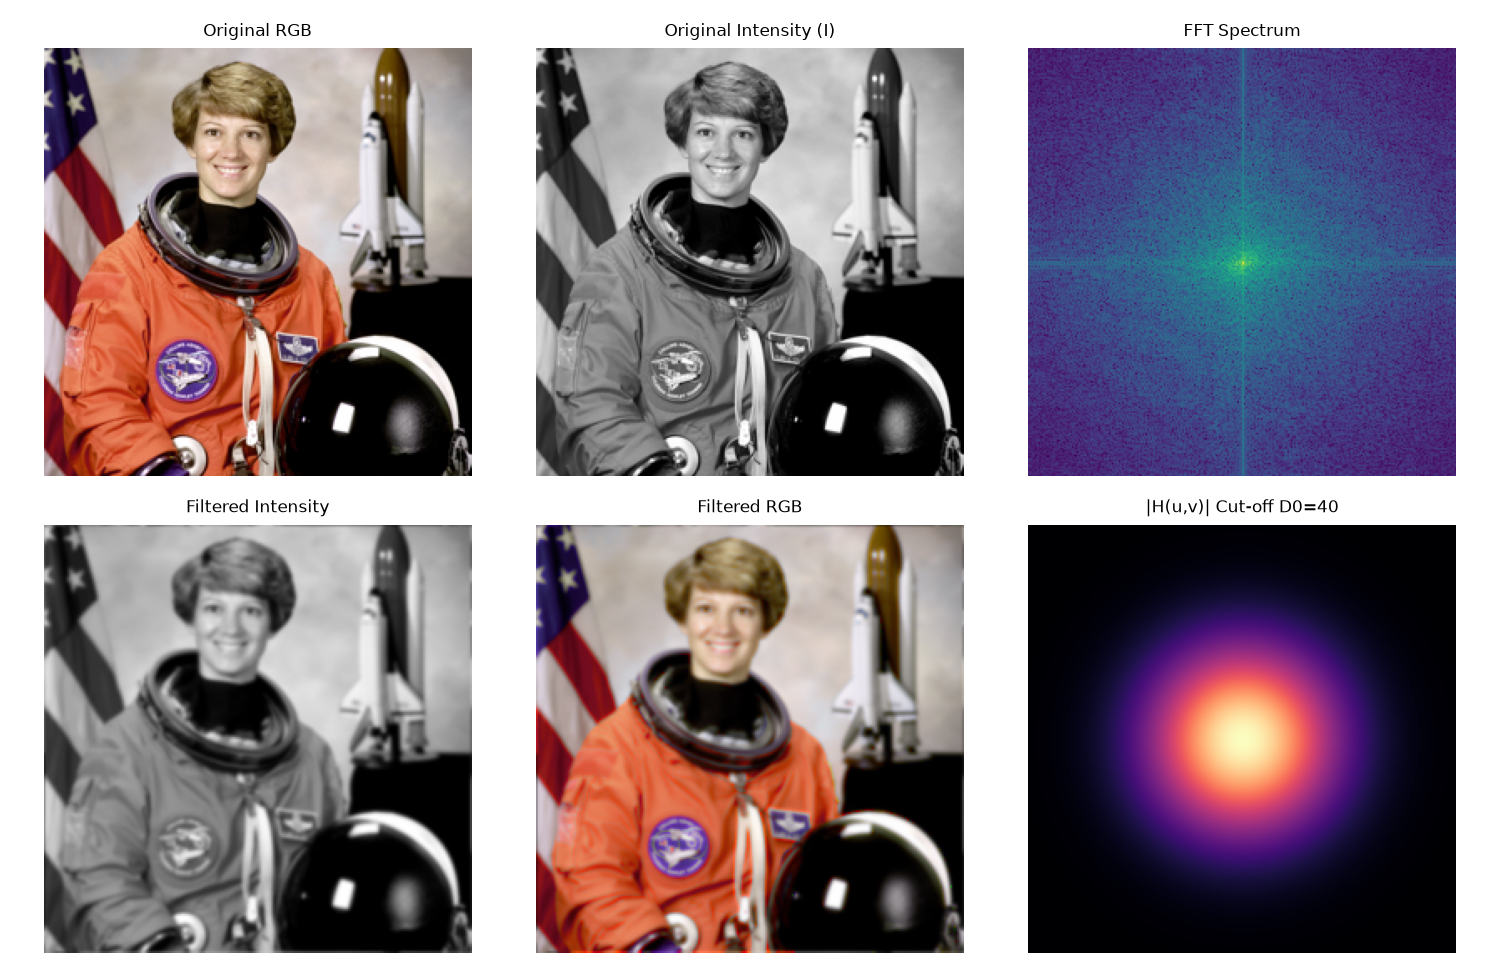 Original RGB
Original Intensity (I)
FFT Spectrum
Filtered Intensity
Filtered RGB
|H(u,v)| Cut-off D0=40